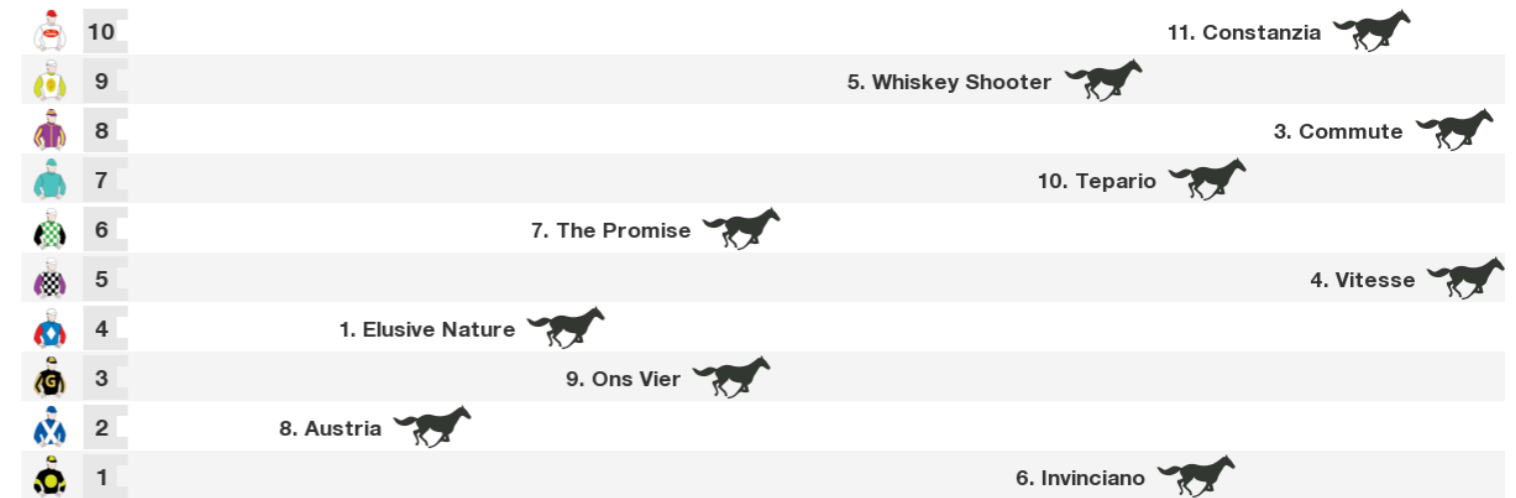 10 11. Constanzia
9 5. Whiskey Shooter
8 3. Commute
7 10. Tepario
6 7. The Promise
5 4. Vitesse
4 1. Elusive Nature
G 3 9. Ons Vier
2 8. Austria
1 6. Invinciano